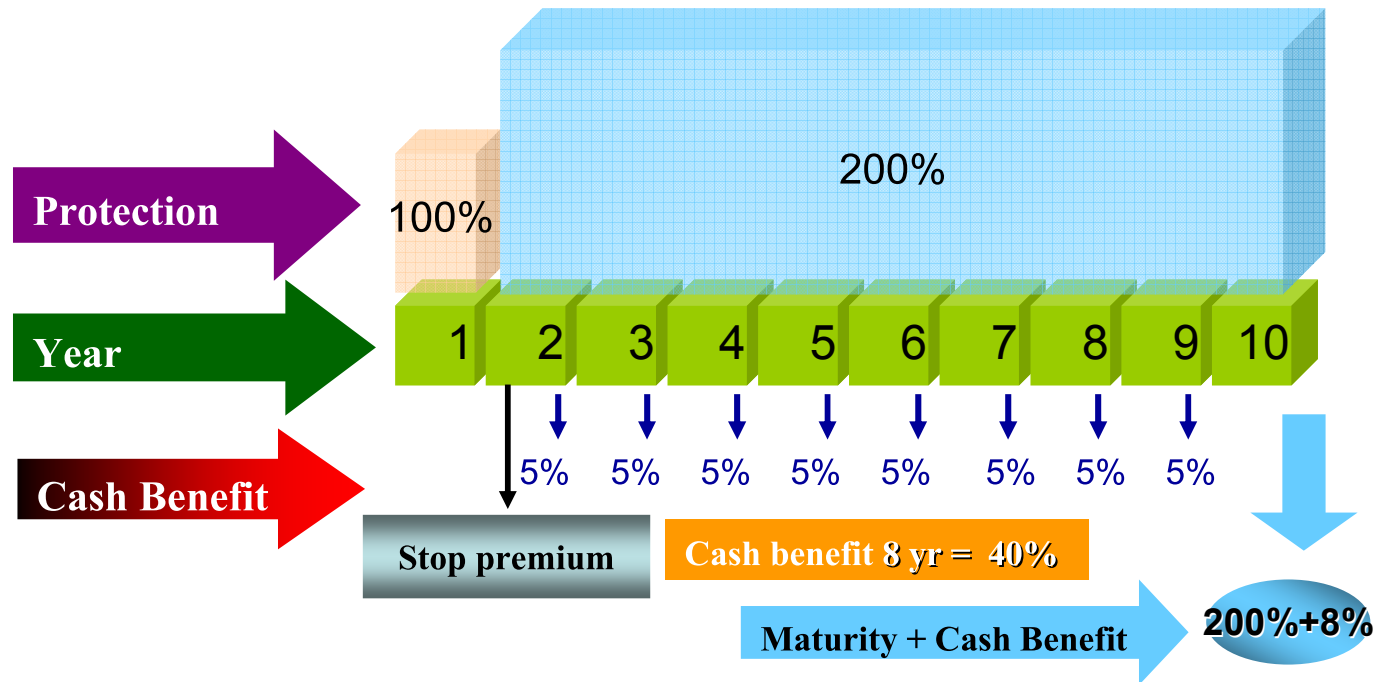 200%
Protection
100%
Year
1 2 3 4 5 6 7 8 9 10
5% 5% 5% 5% 5% 5% 5% 5%
Cash Benefit
Stop premium
Cash benefit 8 yr = 40%
Maturity + Cash Benefit
200%+8%